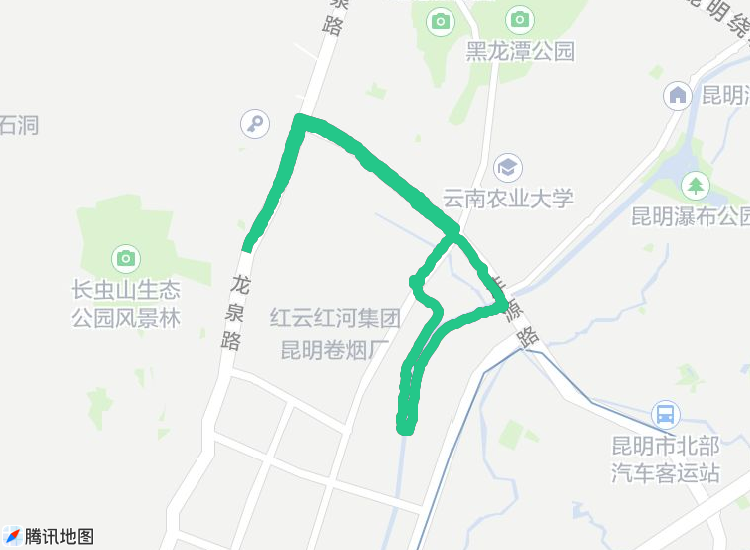 泉路
昆明绕
黑龙潭公园
昆明
石洞
云南农业大学
昆明瀑布公园
长虫山生态
公园风景林
龙泉路
源路
红云红河集团
昆明卷烟厂
昆明市北部
汽车客运站
腾讯地图